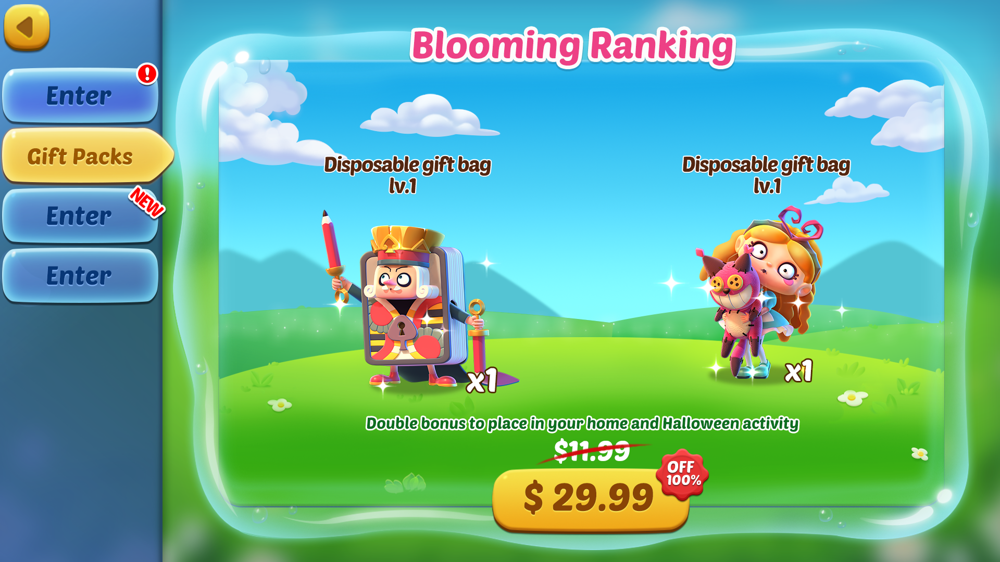 Blooming Ranking
!
Enter
Gift Packs
NEW
Enter
Enter
Disposable gift bag
lv.1
Disposable gift bag
lv.1
x1
x1
Double bonus to place in your home and Halloween activity
$11.99
OFF
100%
$ 29.99